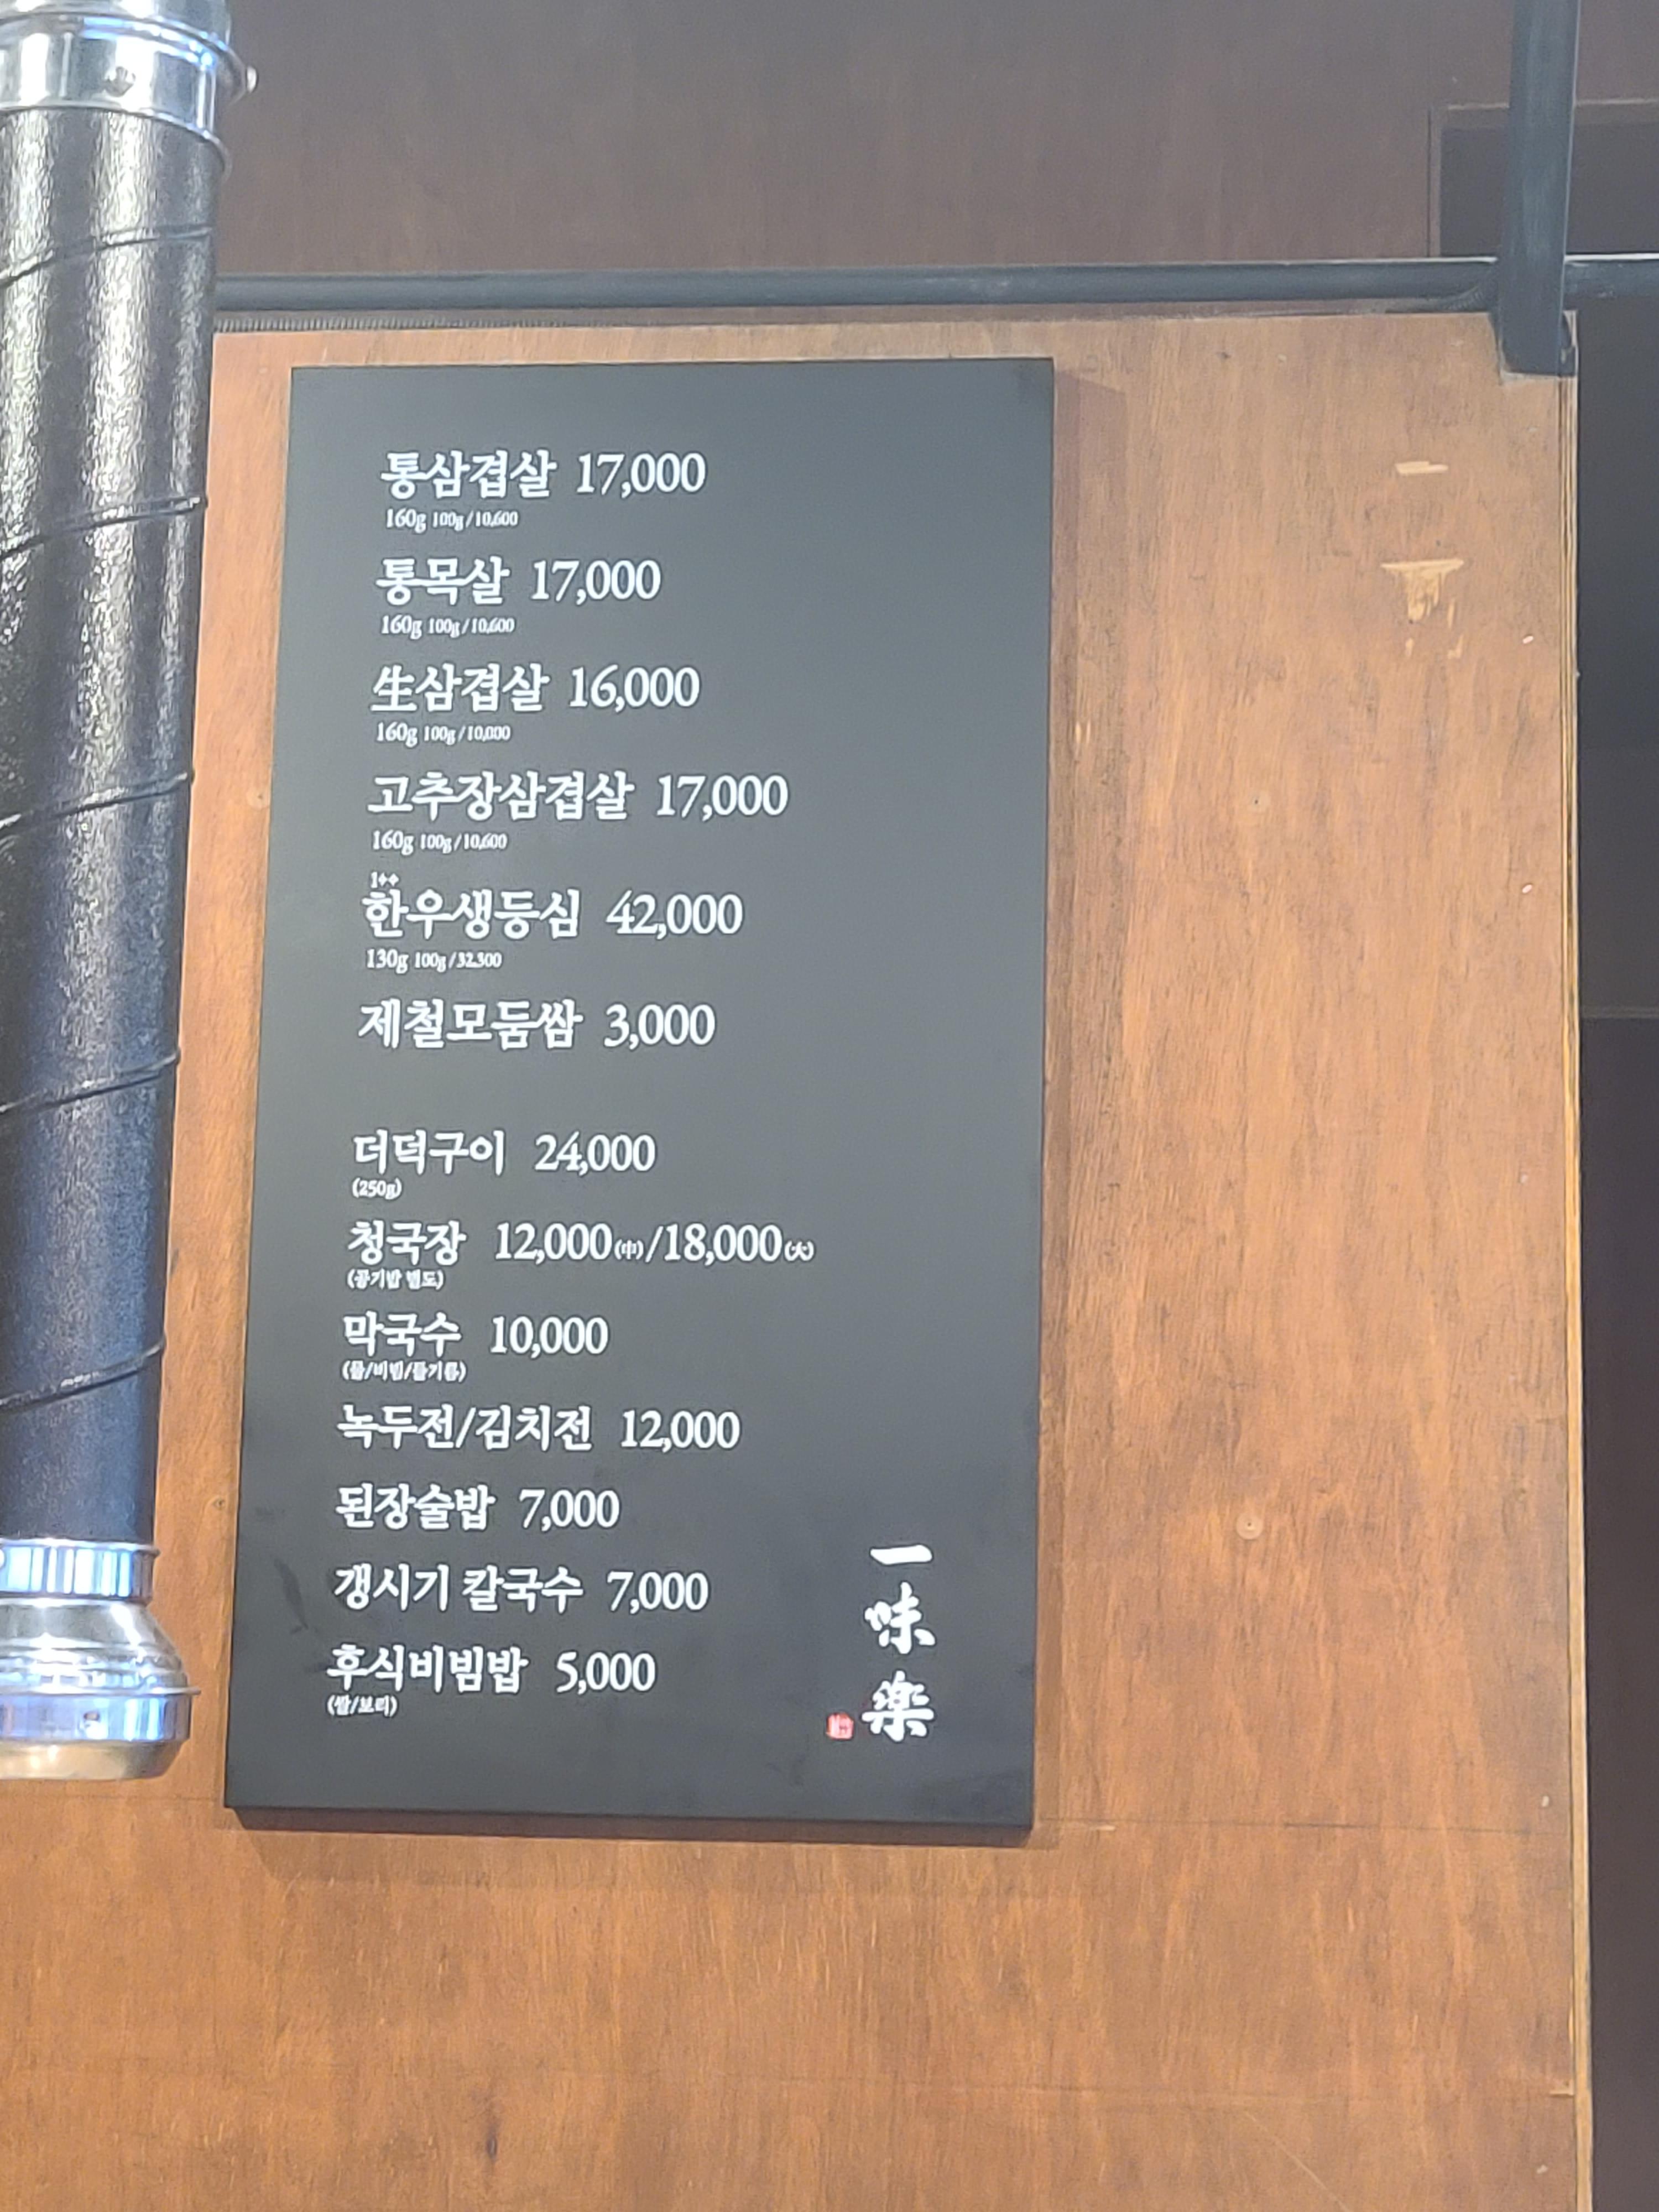 통삼겹살 17,000
160g 100g/10,600
통목살 17,000
160g 100g/10,600
生삼겹살 16,000
160g 100g/10,000
고추장삼겹살 17,000
160g 100g/10,600
1++
한우생등심 42,000
130g 100g/32,300
제철모둠쌈 3,000
더덕구이 24,000
(250g)
청국장 12,000(中)/18,000(大)
(공기밥 별도)
막국수 10,000
(물/비빔/들기름)
녹두전/김치전 12,000
된장술밥 7,000
갱시기 칼국수 7,000
후식비빔밥 5,000
(쌀/보리)
一味楽